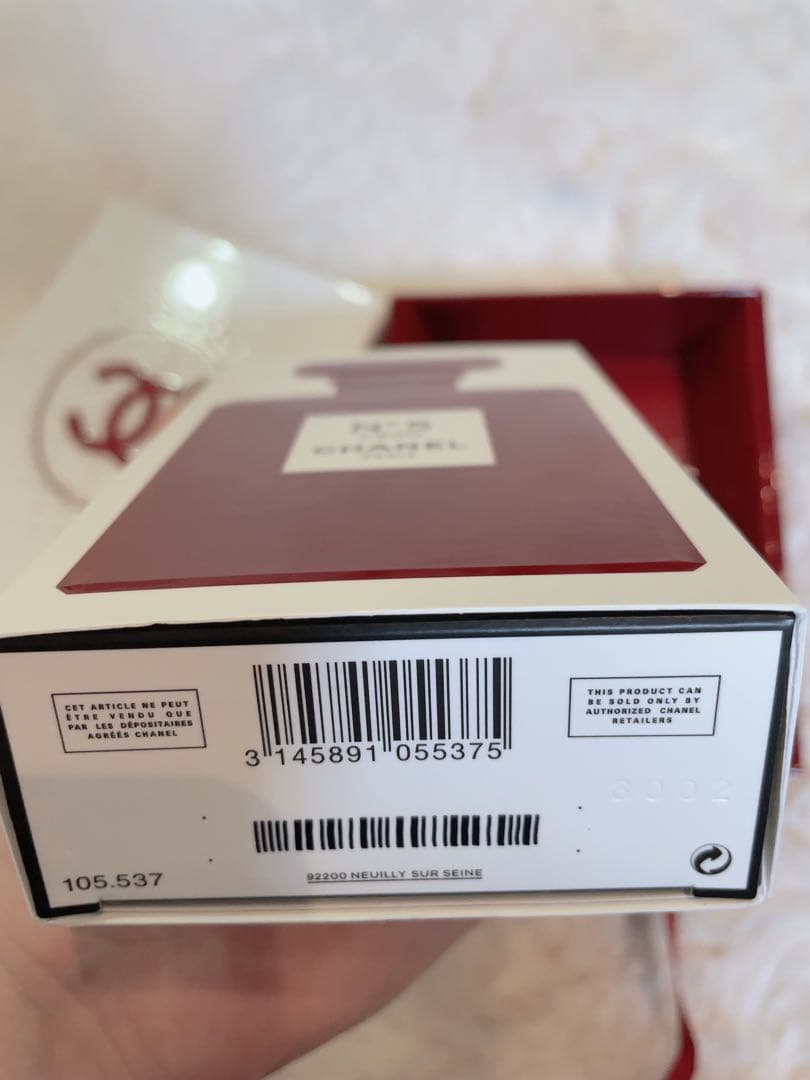 N°5
CHANEL
CET ARTICLE NE PEUT
ÊTRE VENDU QUE
PAR LES DÉPOSITAIRES
AGRÉÉS CHANEL
3 145891 055375
THIS PRODUCT CAN
BE SOLD ONLY BY
AUTHORIZED CHANEL
RETAILERS
105.537
92200 NEUILLY SUR SEINE